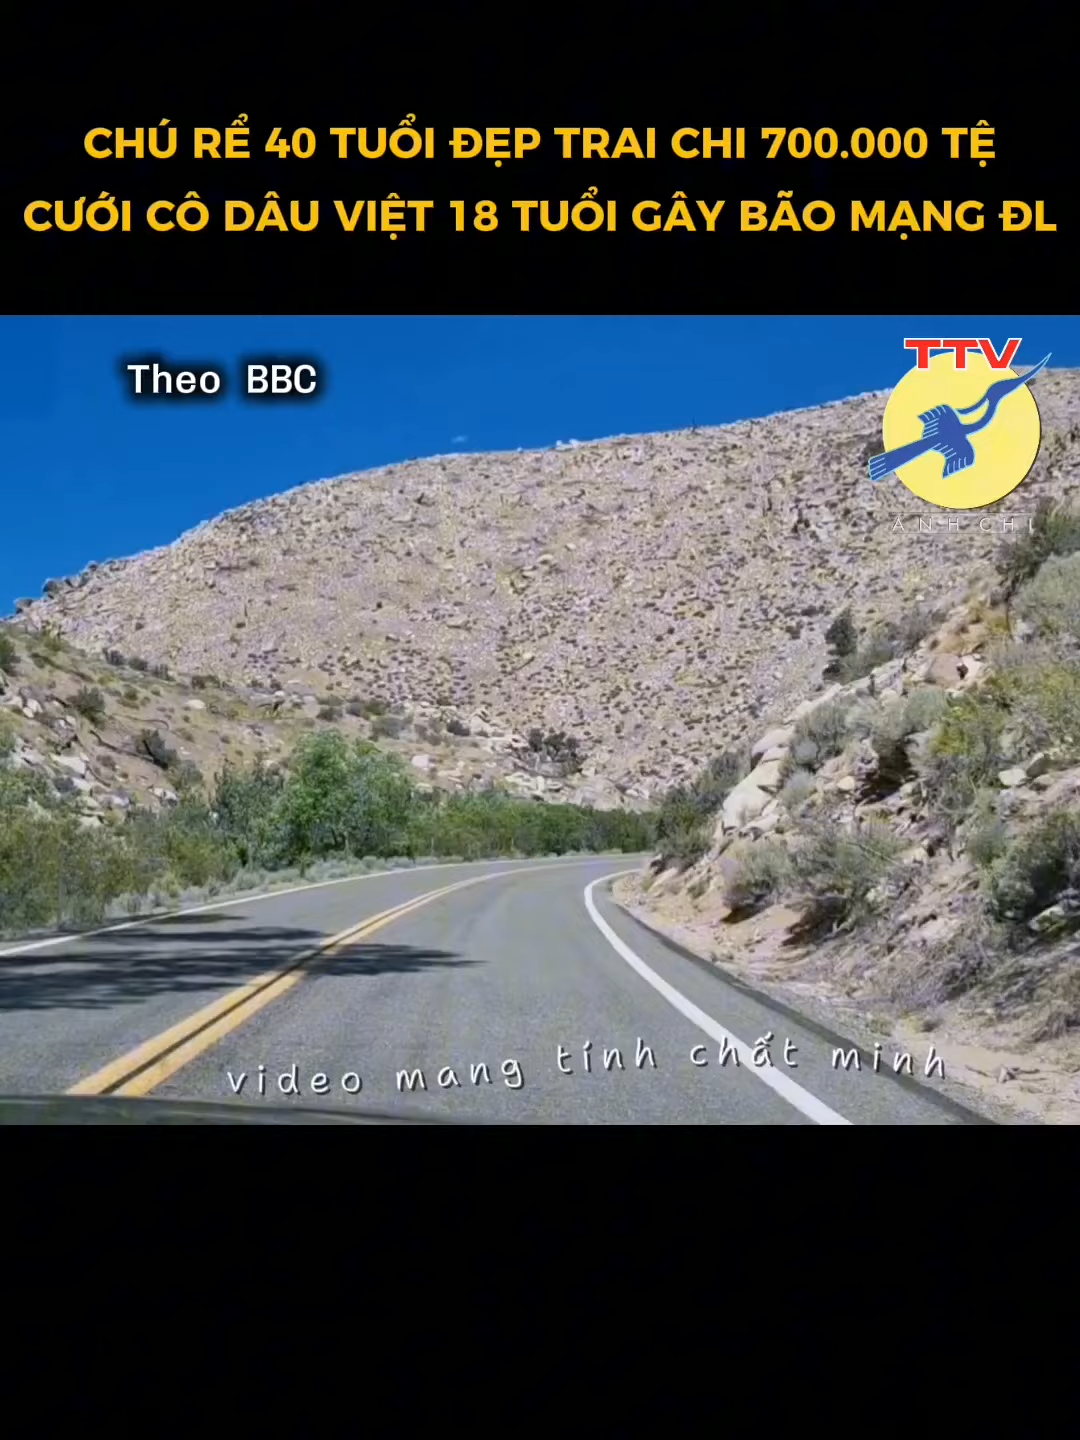 CHÚ RỂ 40 TUỔI ĐẸP TRAI CHI 700.000 TỆ
CƯỚI CÔ DÂU VIỆT 18 TUỔI GÂY BÃO MẠNG ĐL
Theo BBC
TTV
ÁNH CHI
video mang tính chất minh